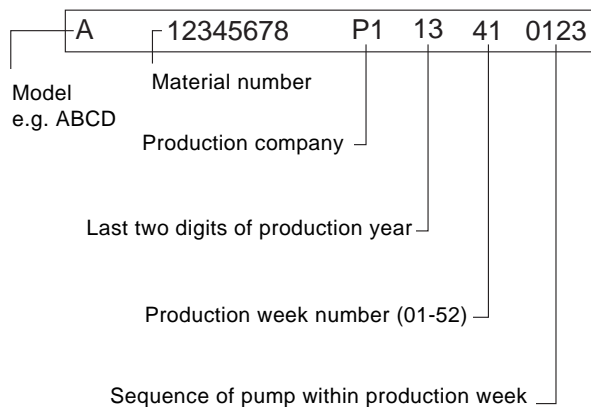 A 12345678 P1 13 41 0123
Material number
Model
e.g. ABCD
Production company
Last two digits of production year
Production week number (01-52)
Sequence of pump within production week